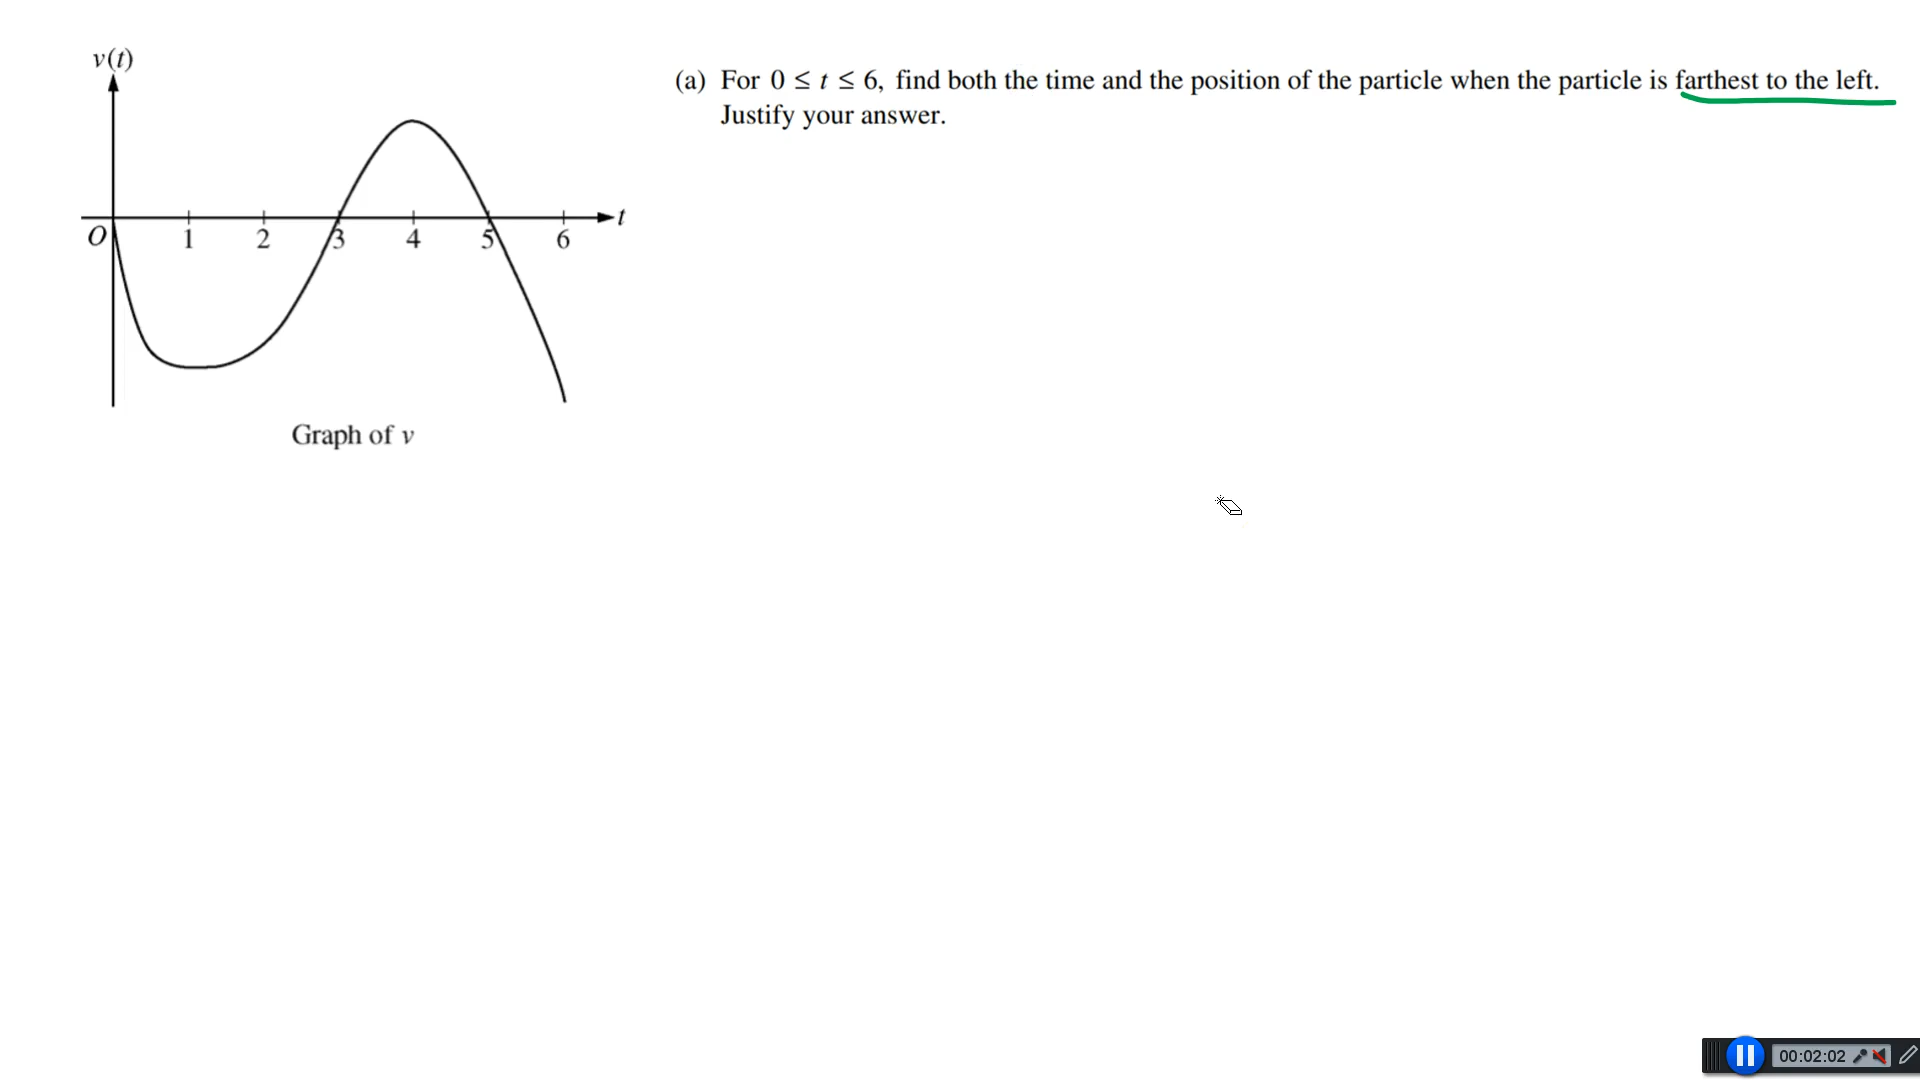 v(t)
(a) For 0 ≤ t ≤ 6, find both the time and the position of the particle when the particle is farthest to the left.
Justify your answer.
t
O 1 2 3 4 5 6
Graph of v
00:02:02